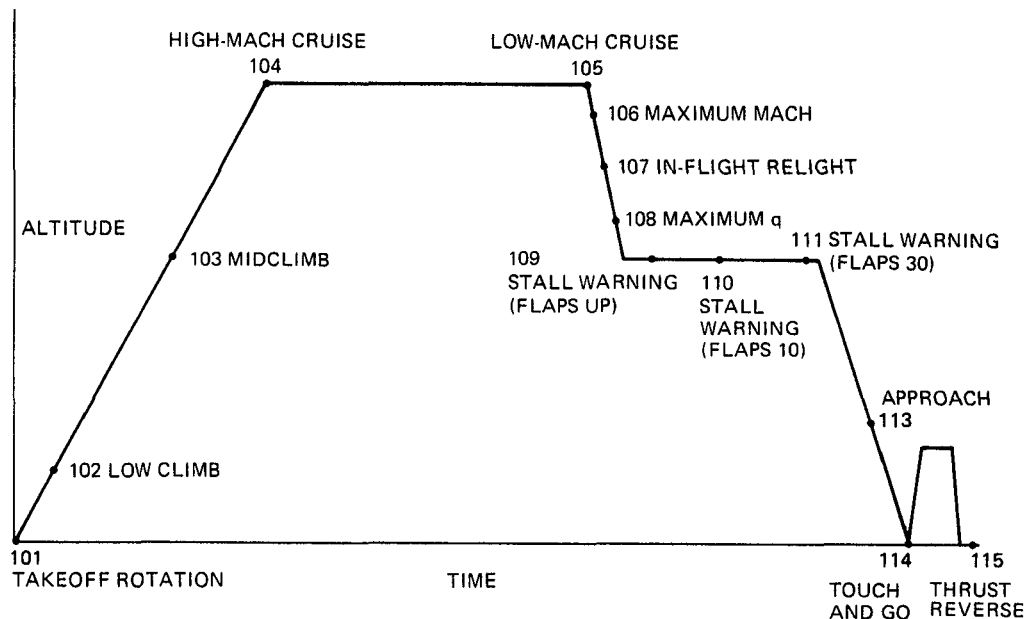 HIGH-MACH CRUISE
104
LOW-MACH CRUISE
105
106 MAXIMUM MACH
107 IN-FLIGHT RELIGHT
108 MAXIMUM q
ALTITUDE
103 MIDCLIMB
109
STALL WARNING
(FLAPS UP)
110
STALL
WARNING
(FLAPS 10)
111 STALL WARNING
(FLAPS 30)
APPROACH
113
102 LOW CLIMB
101
TAKEOFF ROTATION
TIME
114
TOUCH
AND GO
115
THRUST
REVERSE